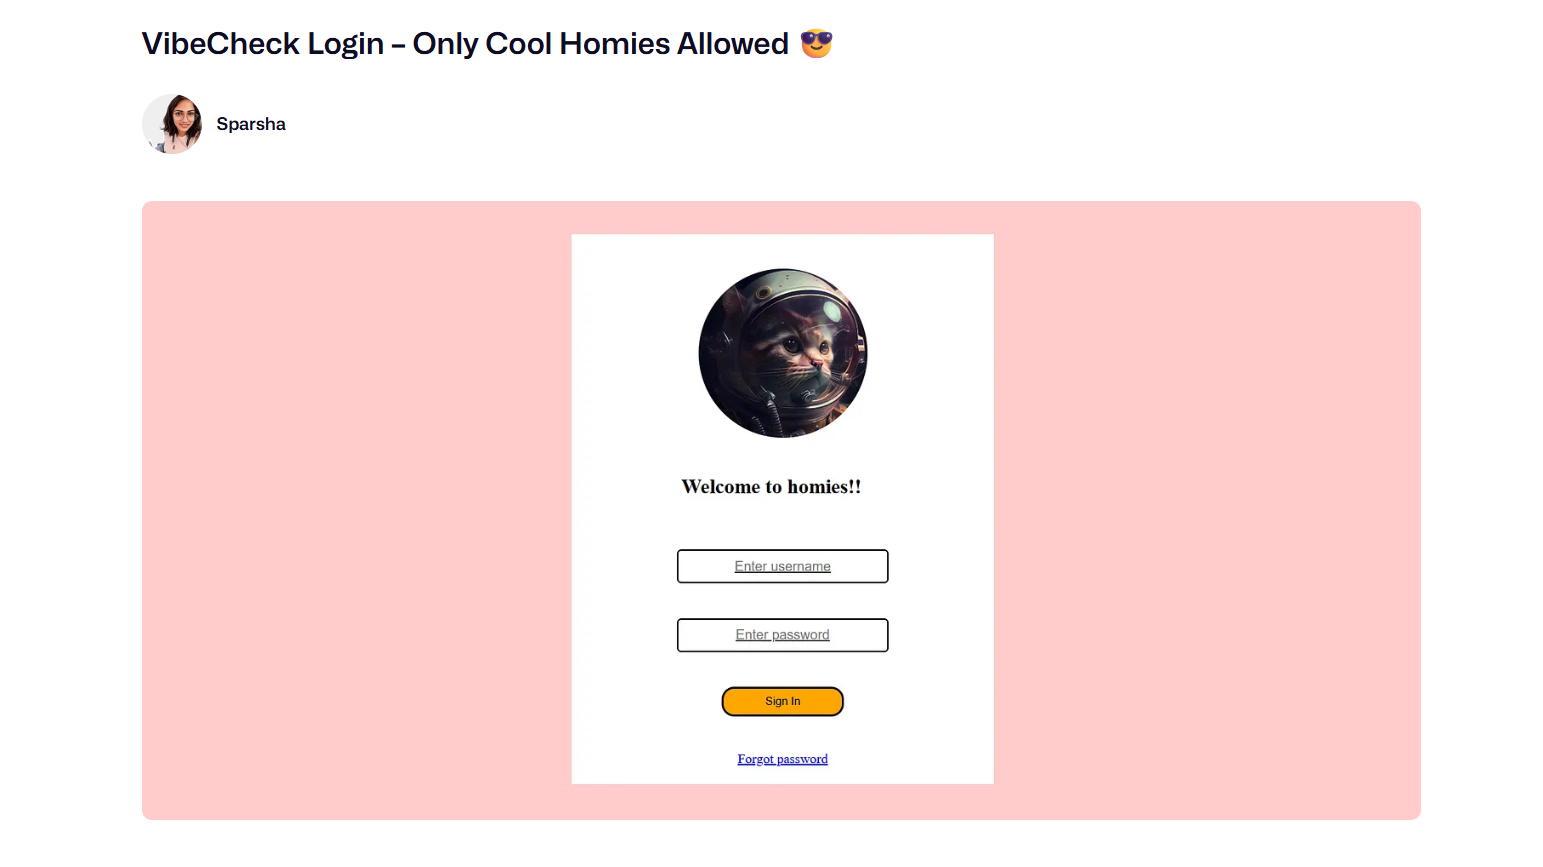 VibeCheck Login – Only Cool Homies Allowed 😎
Sparsha
Welcome to homies!!
Enter username
Enter password
Sign In
Forgot password